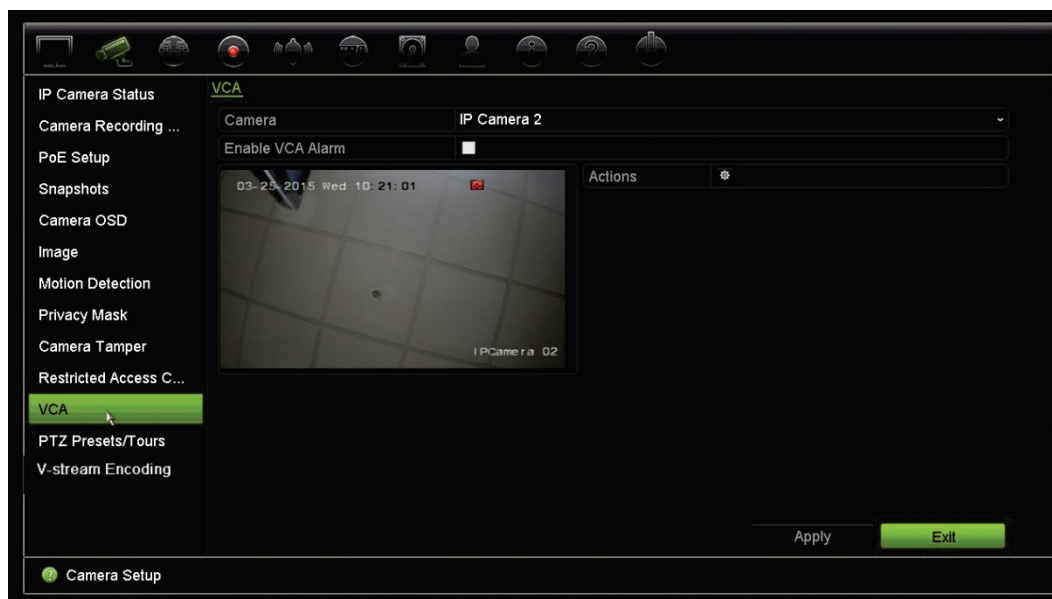 IP Camera Status
Camera Recording ...
PoE Setup
Snapshots
Camera OSD
Image
Motion Detection
Privacy Mask
Camera Tamper
Restricted Access C...
VCA
PTZ Presets/Tours
V-stream Encoding
VCA
Camera IP Camera 2
Enable VCA Alarm
03-25-2015 Wed 10:21:01
IPCamera 02
Actions
Apply Exit
Camera Setup